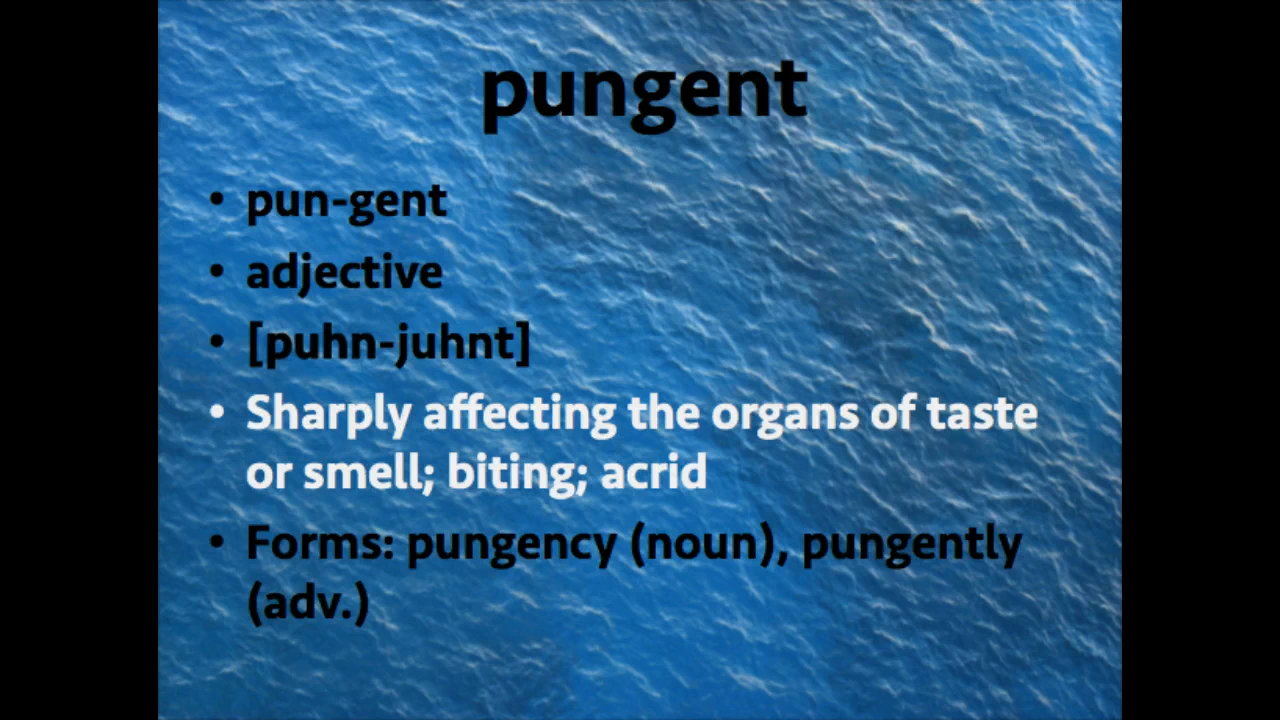 pungent
• pun-gent
• adjective
• [puhn-juhnt]
• Sharply affecting the organs of taste
or smell; biting; acrid
• Forms: pungency (noun), pungently
(adv.)